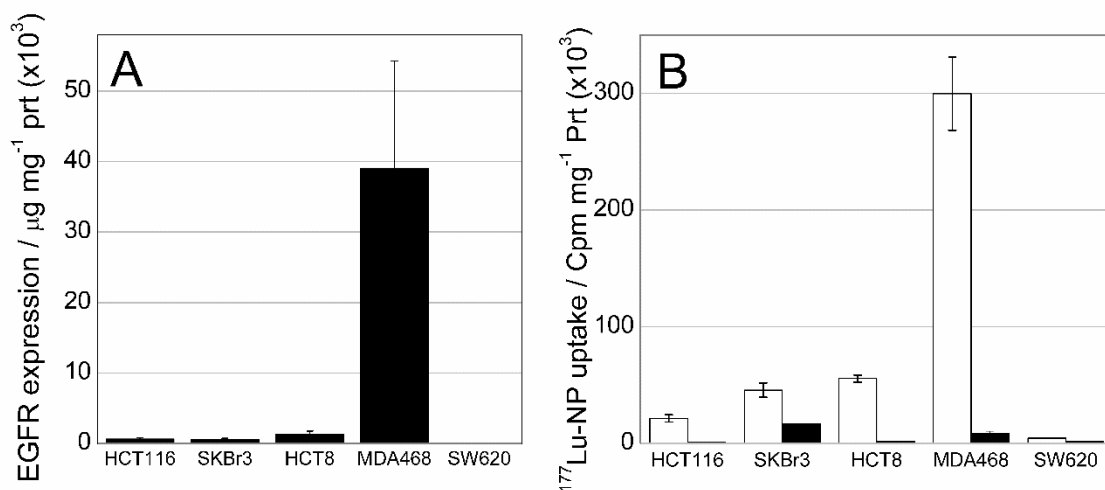 A
EGFR expression / μg mg⁻¹ prt (x10³)
50
40
30
20
10
0
HCT116 SKBr3 HCT8 MDA468 SW620
B
¹⁷⁷Lu-NP uptake / Cpm mg⁻¹ Prt (x10³)
300
200
100
0
HCT116 SKBr3 HCT8 MDA468 SW620